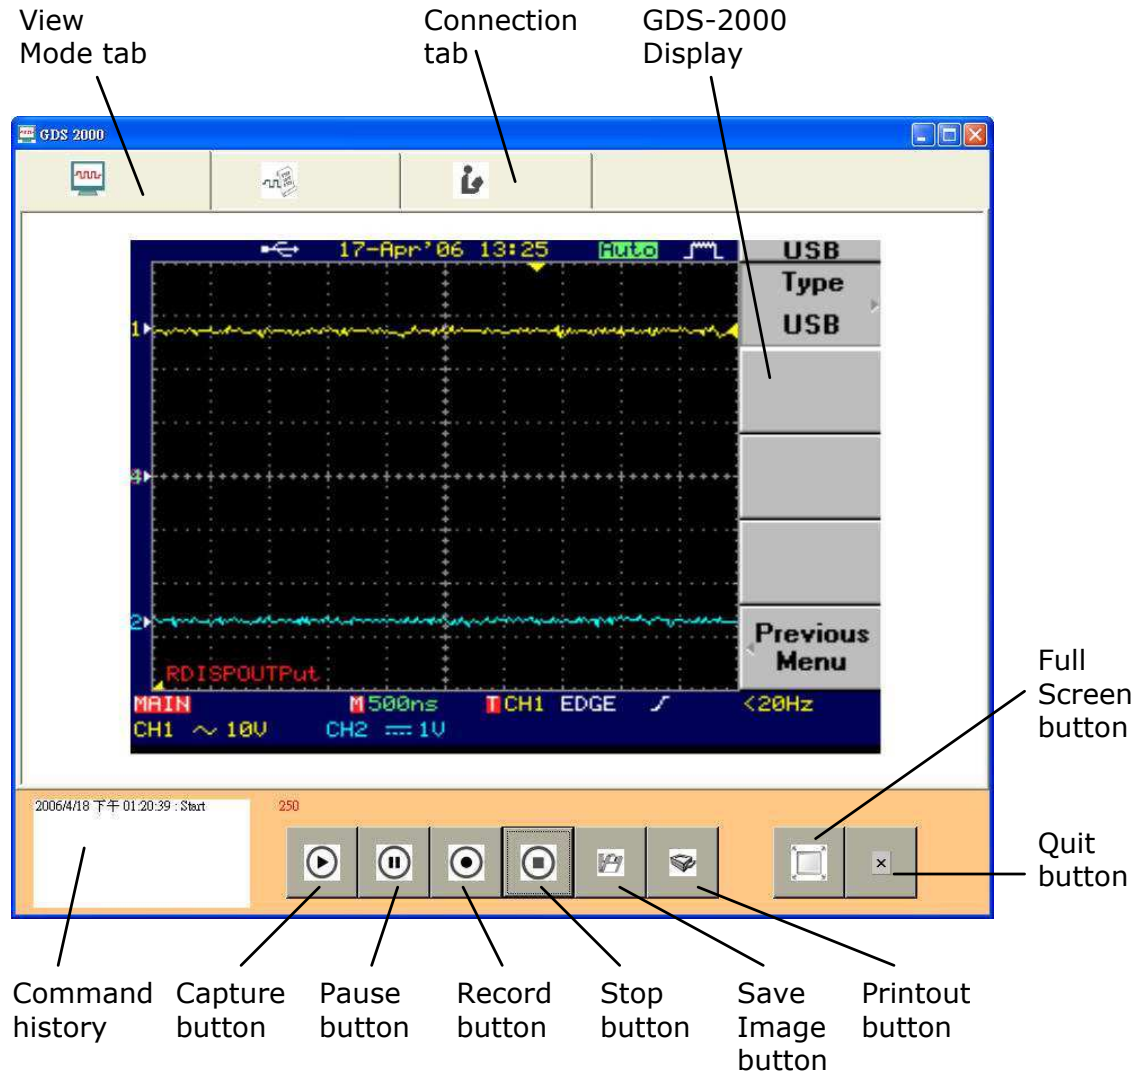 View
Mode tab
Connection
tab
GDS-2000
Display
GDS 2000
17-Apr'06 13:25
Auto
USB
Type
USB
1
4
2
RDISPOUTPut
Previous
Menu
MAIN
M 500ns
T CH1 EDGE
<20Hz
CH1 ~ 10V
CH2 1V
Full
Screen
button
2006/4/18 下午 01:20:39 : Start
250
×
Quit
button
Command
history
Capture
button
Pause
button
Record
button
Stop
button
Save
Image
button
Printout
button